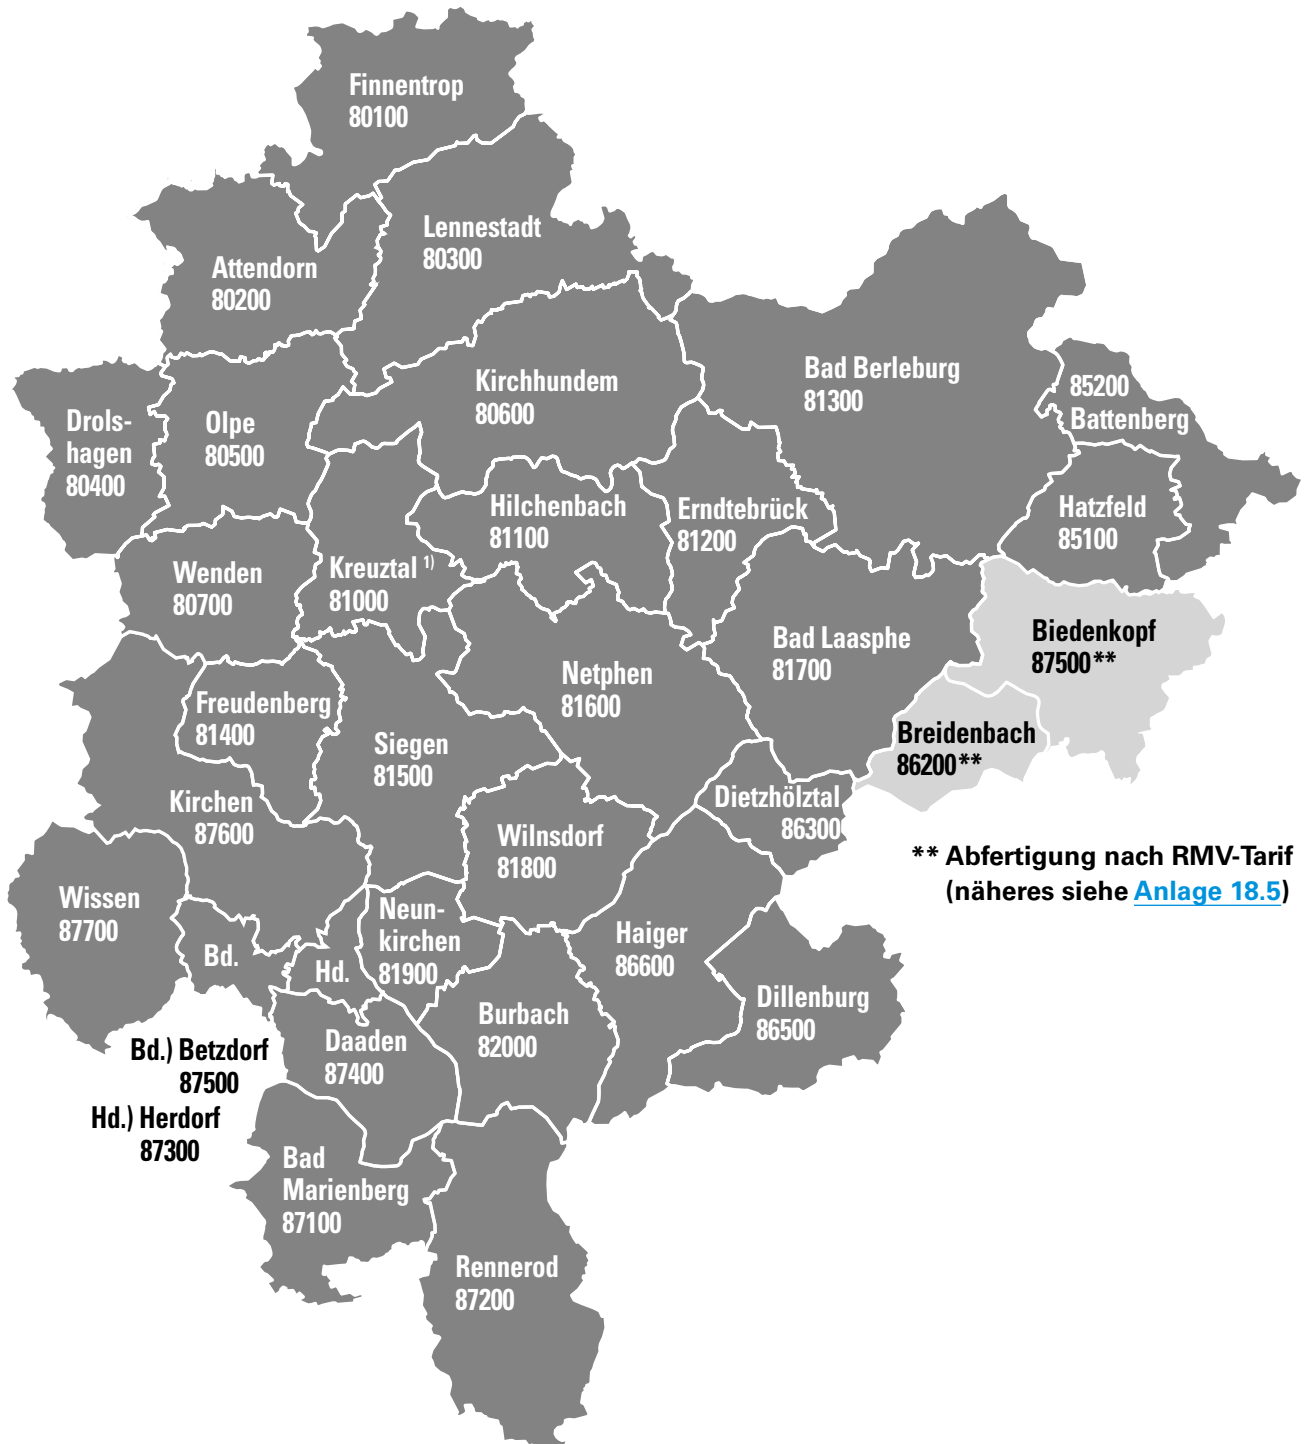 Finnentrop
80100
Lennestadt
80300
Attendorn
80200
Bad Berleburg
81300
Kirchhundem
80600
85200
Battenberg
Drols-
hagen
80400
Olpe
80500
Hilchenbach
81100
Erndtebrück
81200
Hatzfeld
85100
Wenden
80700
Kreuztal 1)
81000
Bad Laasphe
81700
Biedenkopf
87500**
Netphen
81600
Freudenberg
81400
Siegen
81500
Breidenbach
86200**
Kirchen
87600
Dietzhölztal
86300
Wilnsdorf
81800
** Abfertigung nach RMV-Tarif
(näheres siehe Anlage 18.5)
Wissen
87700
Neun-
kirchen
81900
Bd.
Hd.
Haiger
86600
Dillenburg
86500
Burbach
82000
Daaden
87400
Bd.) Betzdorf
87500
Hd.) Herdorf
87300
Bad
Marienberg
87100
Rennerod
87200